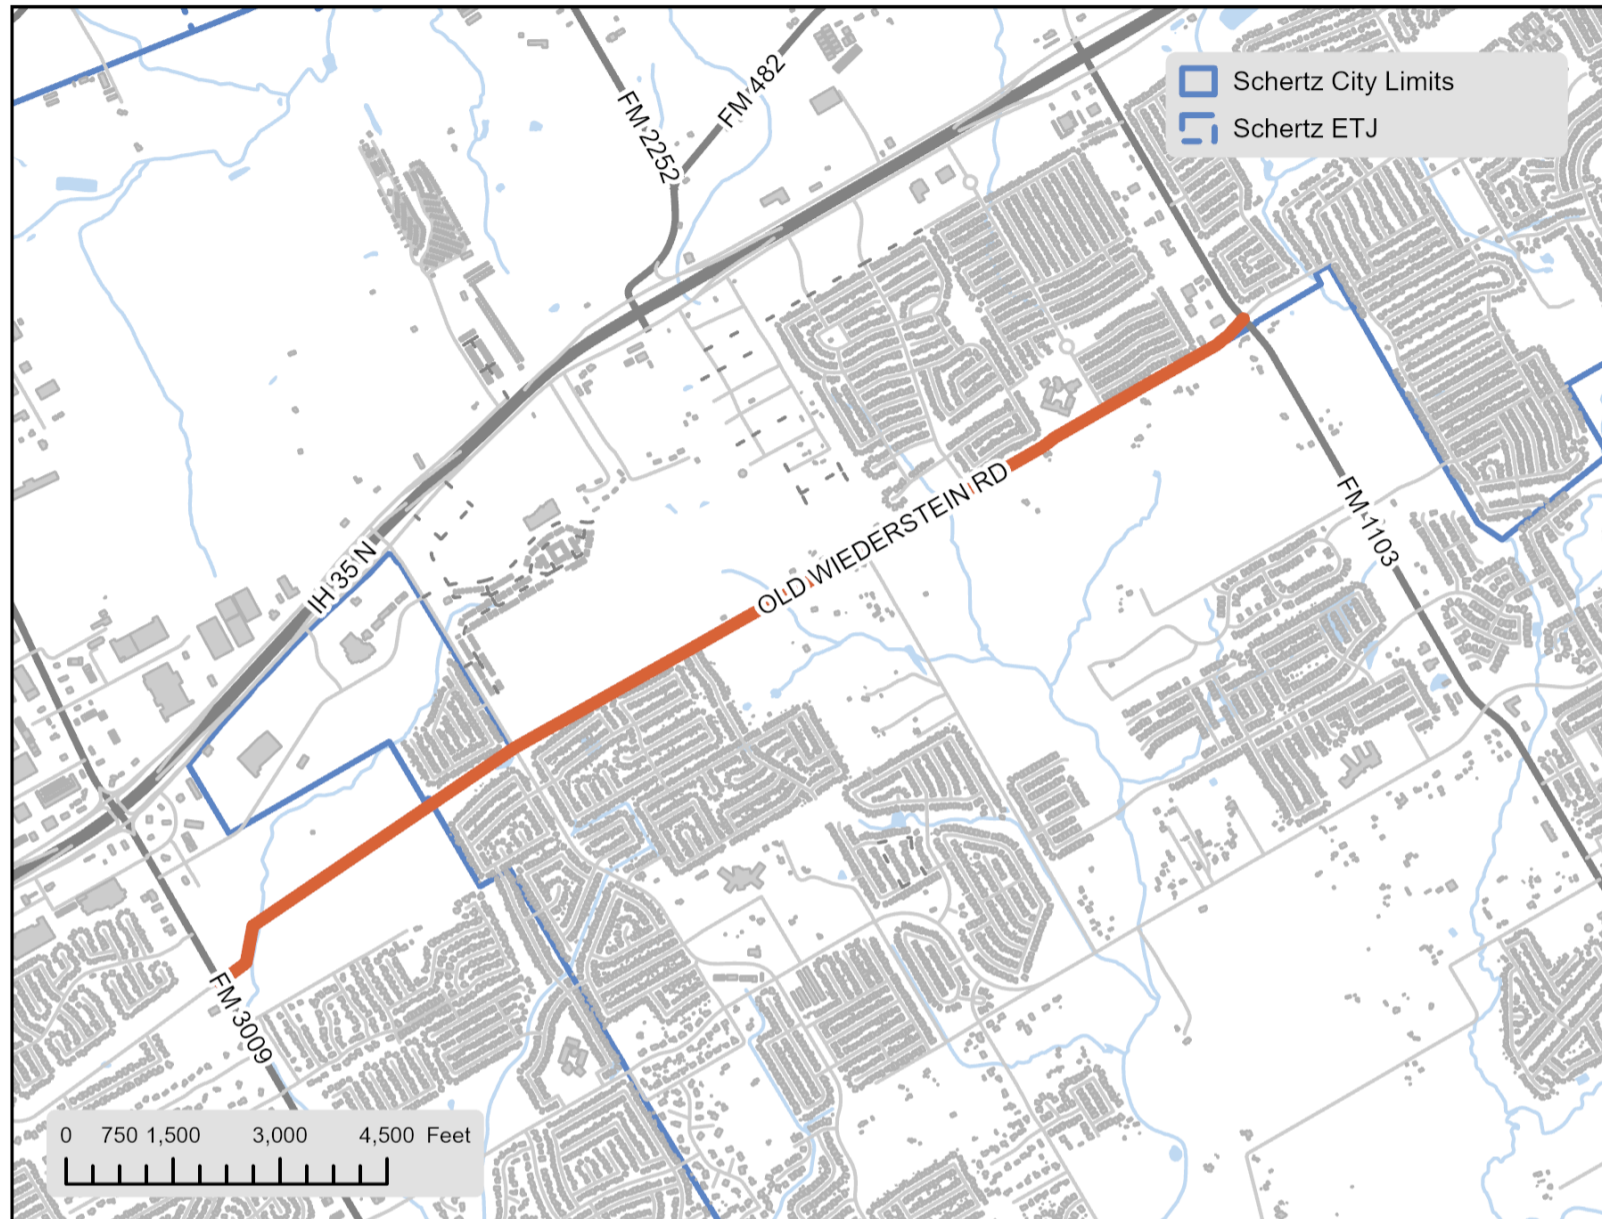 Schertz City Limits
Schertz ETJ
FM 482
FM 2252
IH 35 N
OLD WIEDERSTEIN RD
FM 1103
FM 3009
0 750 1,500 3,000 4,500 Feet